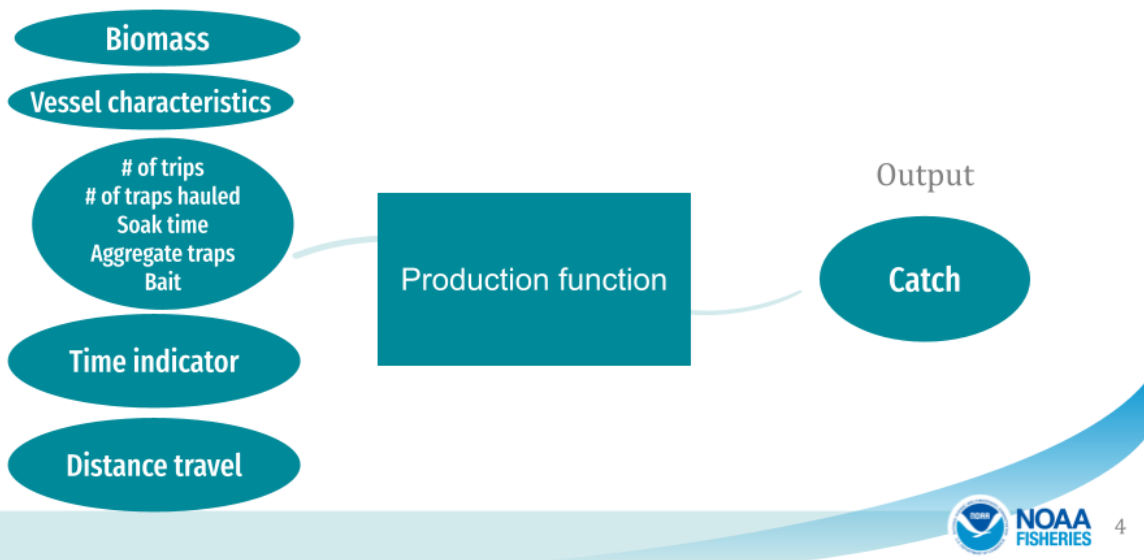 Biomass
Vessel characteristics
# of trips
# of traps hauled
Soak time
Aggregate traps
Bait
Time indicator
Distance travel
Production function
Output
Catch
NOAA
NOAA
FISHERIES
4